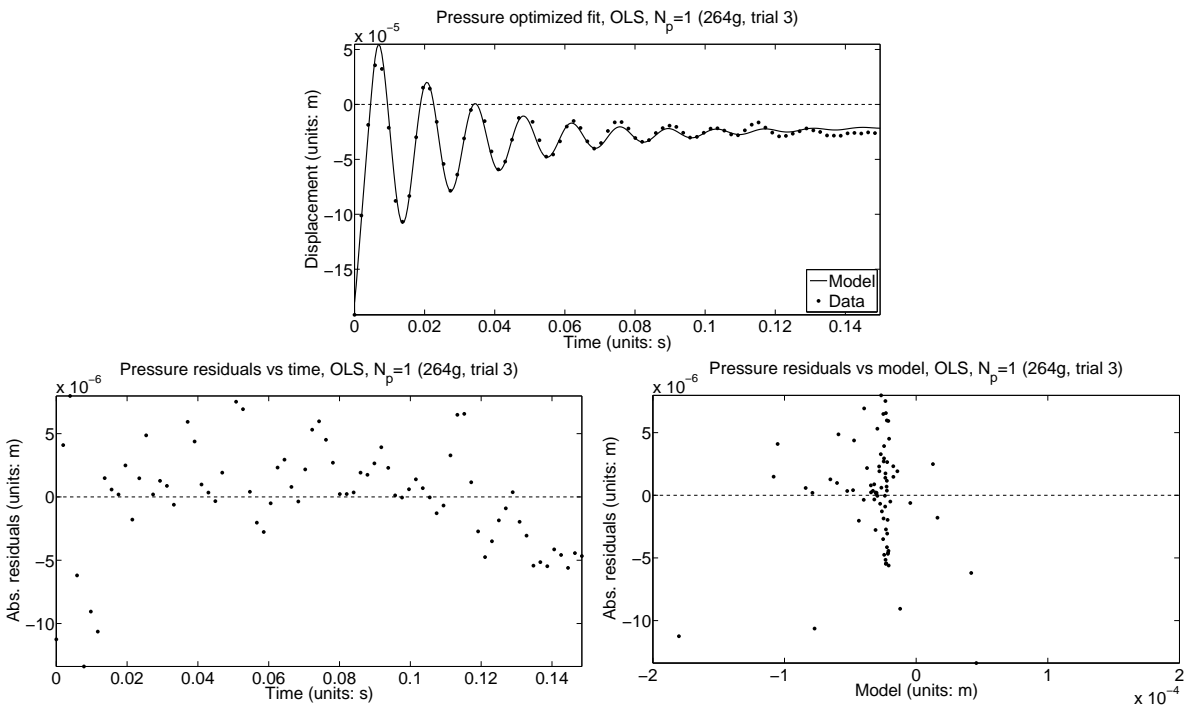 Pressure optimized fit, OLS, N_p=1 (264g, trial 3)
x 10^−5
5
0
−5
−10
−15
Displacement (units: m)
Model
Data
0 0.02 0.04 0.06 0.08 0.1 0.12 0.14
Time (units: s)
Pressure residuals vs time, OLS, N_p=1 (264g, trial 3)
x 10^−6
5
0
−5
−10
Abs. residuals (units: m)
0 0.02 0.04 0.06 0.08 0.1 0.12 0.14
Time (units: s)
Pressure residuals vs model, OLS, N_p=1 (264g, trial 3)
x 10^−6
5
0
−5
−10
Abs. residuals (units: m)
−2 −1 0 1 2
Model (units: m)
x 10^−4